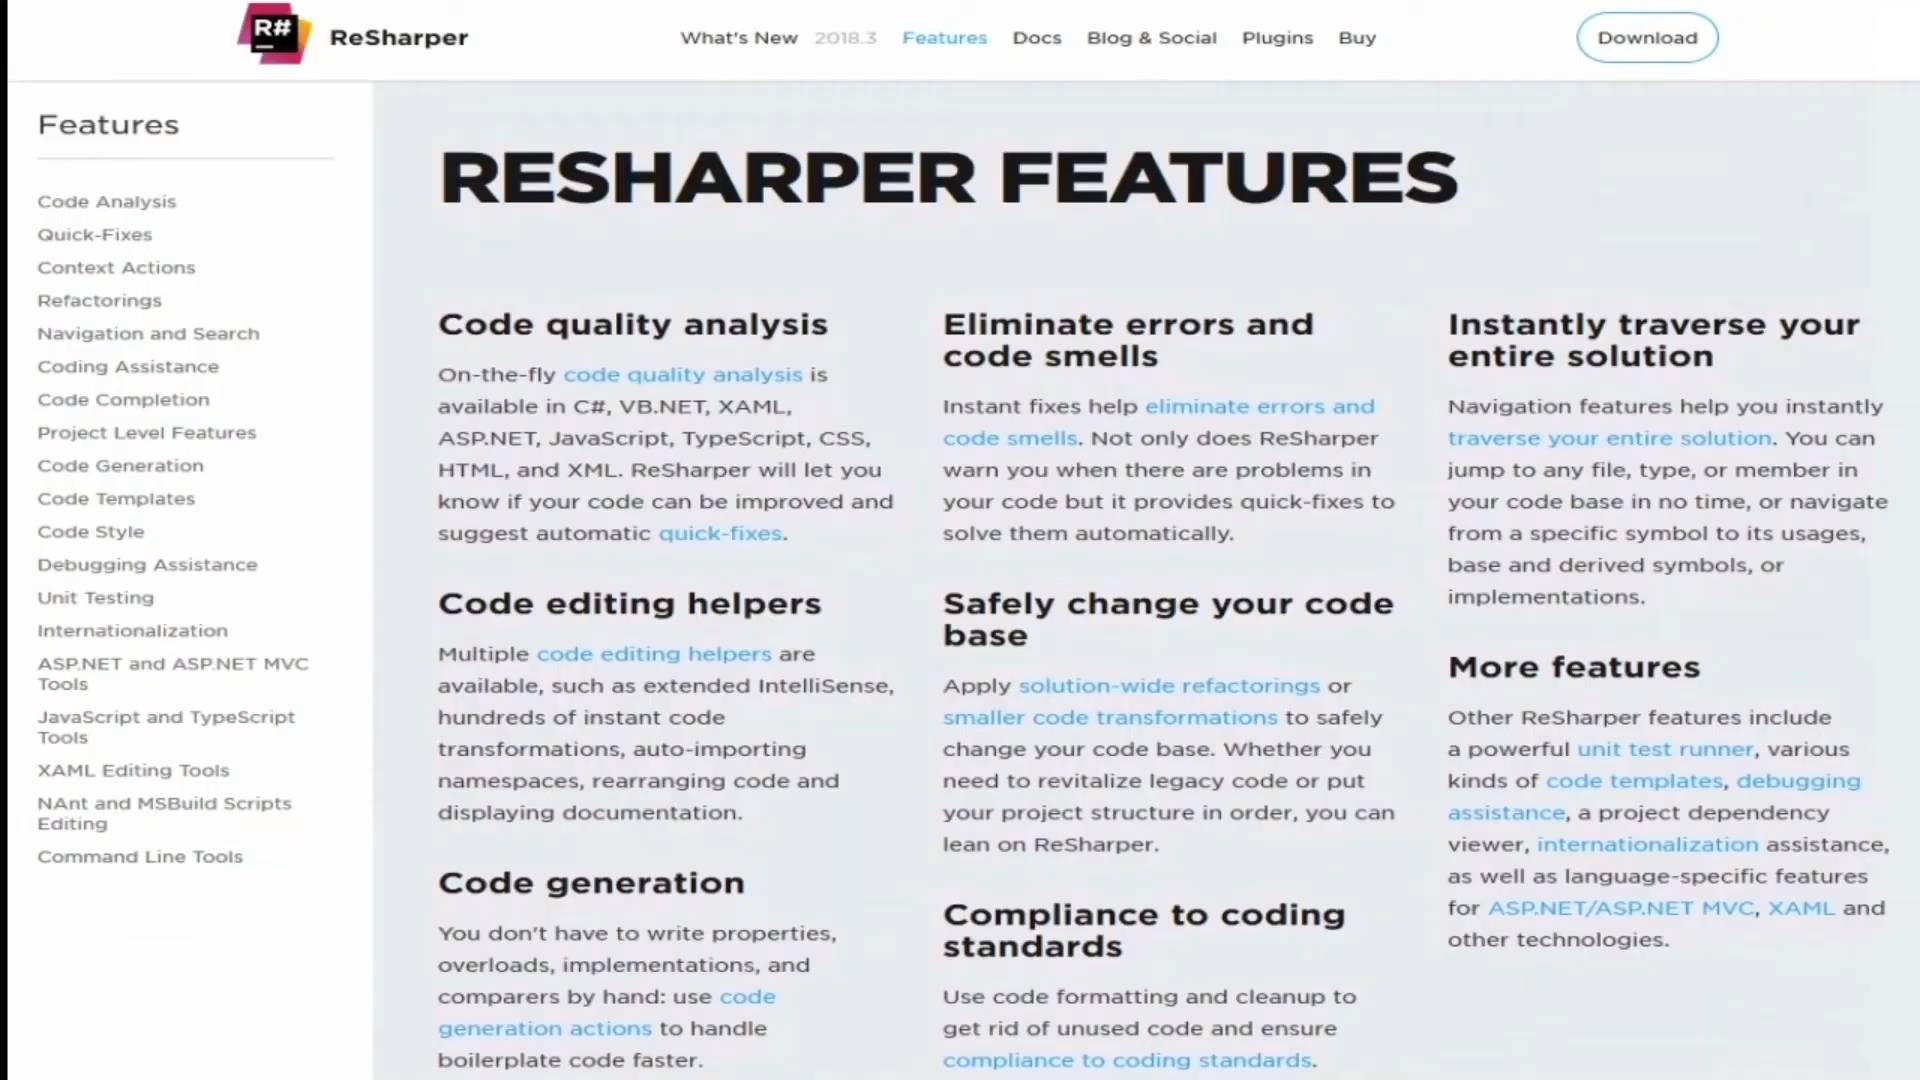 R#
ReSharper
What's New 2018.3 Features Docs Blog & Social Plugins Buy
Download
Features
Code Analysis
Quick-Fixes
Context Actions
Refactorings
Navigation and Search
Coding Assistance
Code Completion
Project Level Features
Code Generation
Code Templates
Code Style
Debugging Assistance
Unit Testing
Internationalization
ASP.NET and ASP.NET MVC
Tools
JavaScript and TypeScript
Tools
XAML Editing Tools
NAnt and MSBuild Scripts
Editing
Command Line Tools
RESHARPER FEATURES
Code quality analysis
On-the-fly code quality analysis is
available in C#, VB.NET, XAML,
ASP.NET, JavaScript, TypeScript, CSS,
HTML, and XML. ReSharper will let you
know if your code can be improved and
suggest automatic quick-fixes.
Code editing helpers
Multiple code editing helpers are
available, such as extended IntelliSense,
hundreds of instant code
transformations, auto-importing
namespaces, rearranging code and
displaying documentation.
Code generation
You don't have to write properties,
overloads, implementations, and
comparers by hand: use code
generation actions to handle
boilerplate code faster.
Eliminate errors and
code smells
Instant fixes help eliminate errors and
code smells. Not only does ReSharper
warn you when there are problems in
your code but it provides quick-fixes to
solve them automatically.
Safely change your code
base
Apply solution-wide refactorings or
smaller code transformations to safely
change your code base. Whether you
need to revitalize legacy code or put
your project structure in order, you can
lean on ReSharper.
Compliance to coding
standards
Use code formatting and cleanup to
get rid of unused code and ensure
compliance to coding standards.
Instantly traverse your
entire solution
Navigation features help you instantly
traverse your entire solution. You can
jump to any file, type, or member in
your code base in no time, or navigate
from a specific symbol to its usages,
base and derived symbols, or
implementations.
More features
Other ReSharper features include
a powerful unit test runner, various
kinds of code templates, debugging
assistance, a project dependency
viewer, internationalization assistance,
as well as language-specific features
for ASP.NET/ASP.NET MVC, XAML and
other technologies.